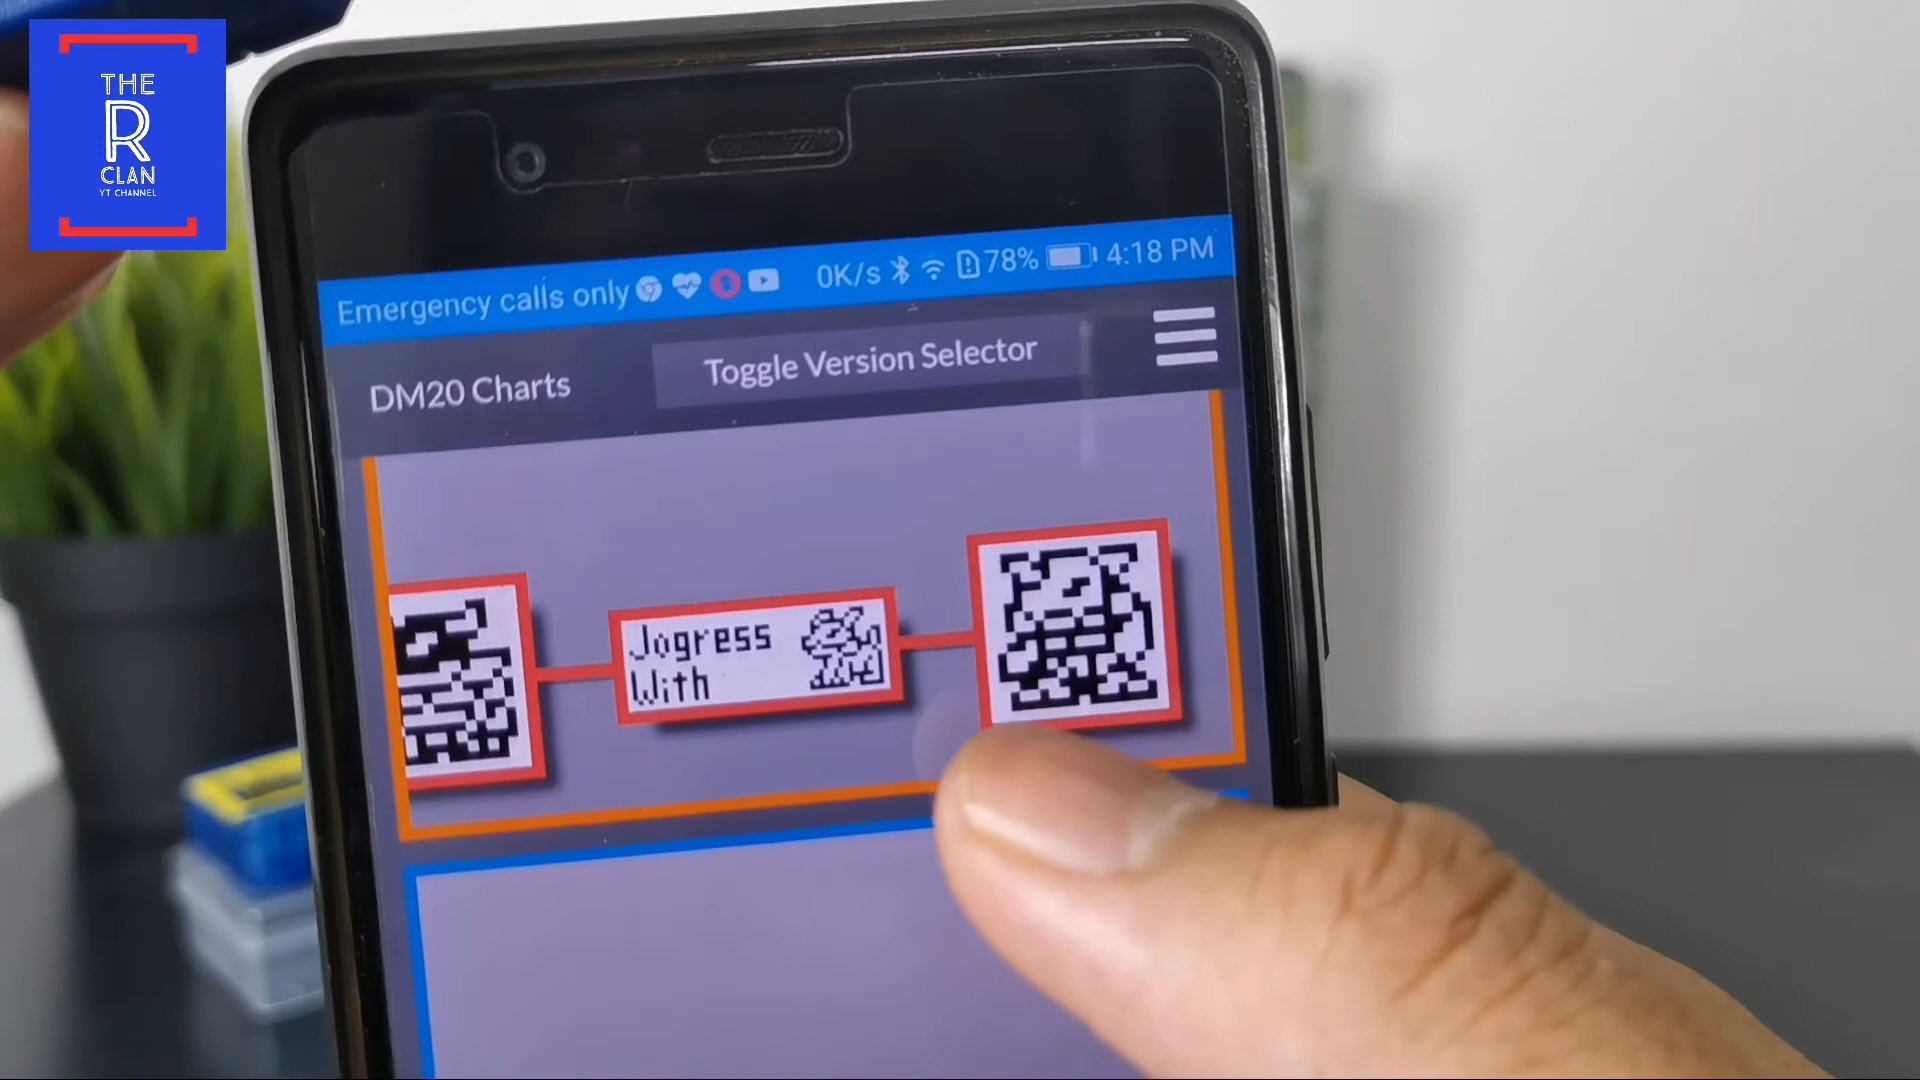 THE
R
CLAN
YT CHANNEL
Emergency calls only 0K/s 78% 4:18 PM
DM20 Charts
Toggle Version Selector
Jogress
With